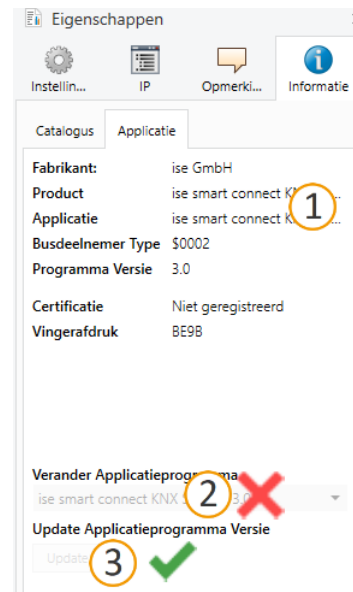 Eigenschappen
Instellin... IP Opmerki... Informatie
Catalogus Applicatie
Fabrikant: ise GmbH
Product ise smart connect
Applicatie ise smart connect
1
Busdeelnemer Type $0002
Programma Versie 3.0
Certificatie Niet geregistreerd
Vingerafdruk BE9B
Verander Applicatieprogramma
ise smart connect KNX 3.0
2
Update Applicatieprogramma Versie
Update
3